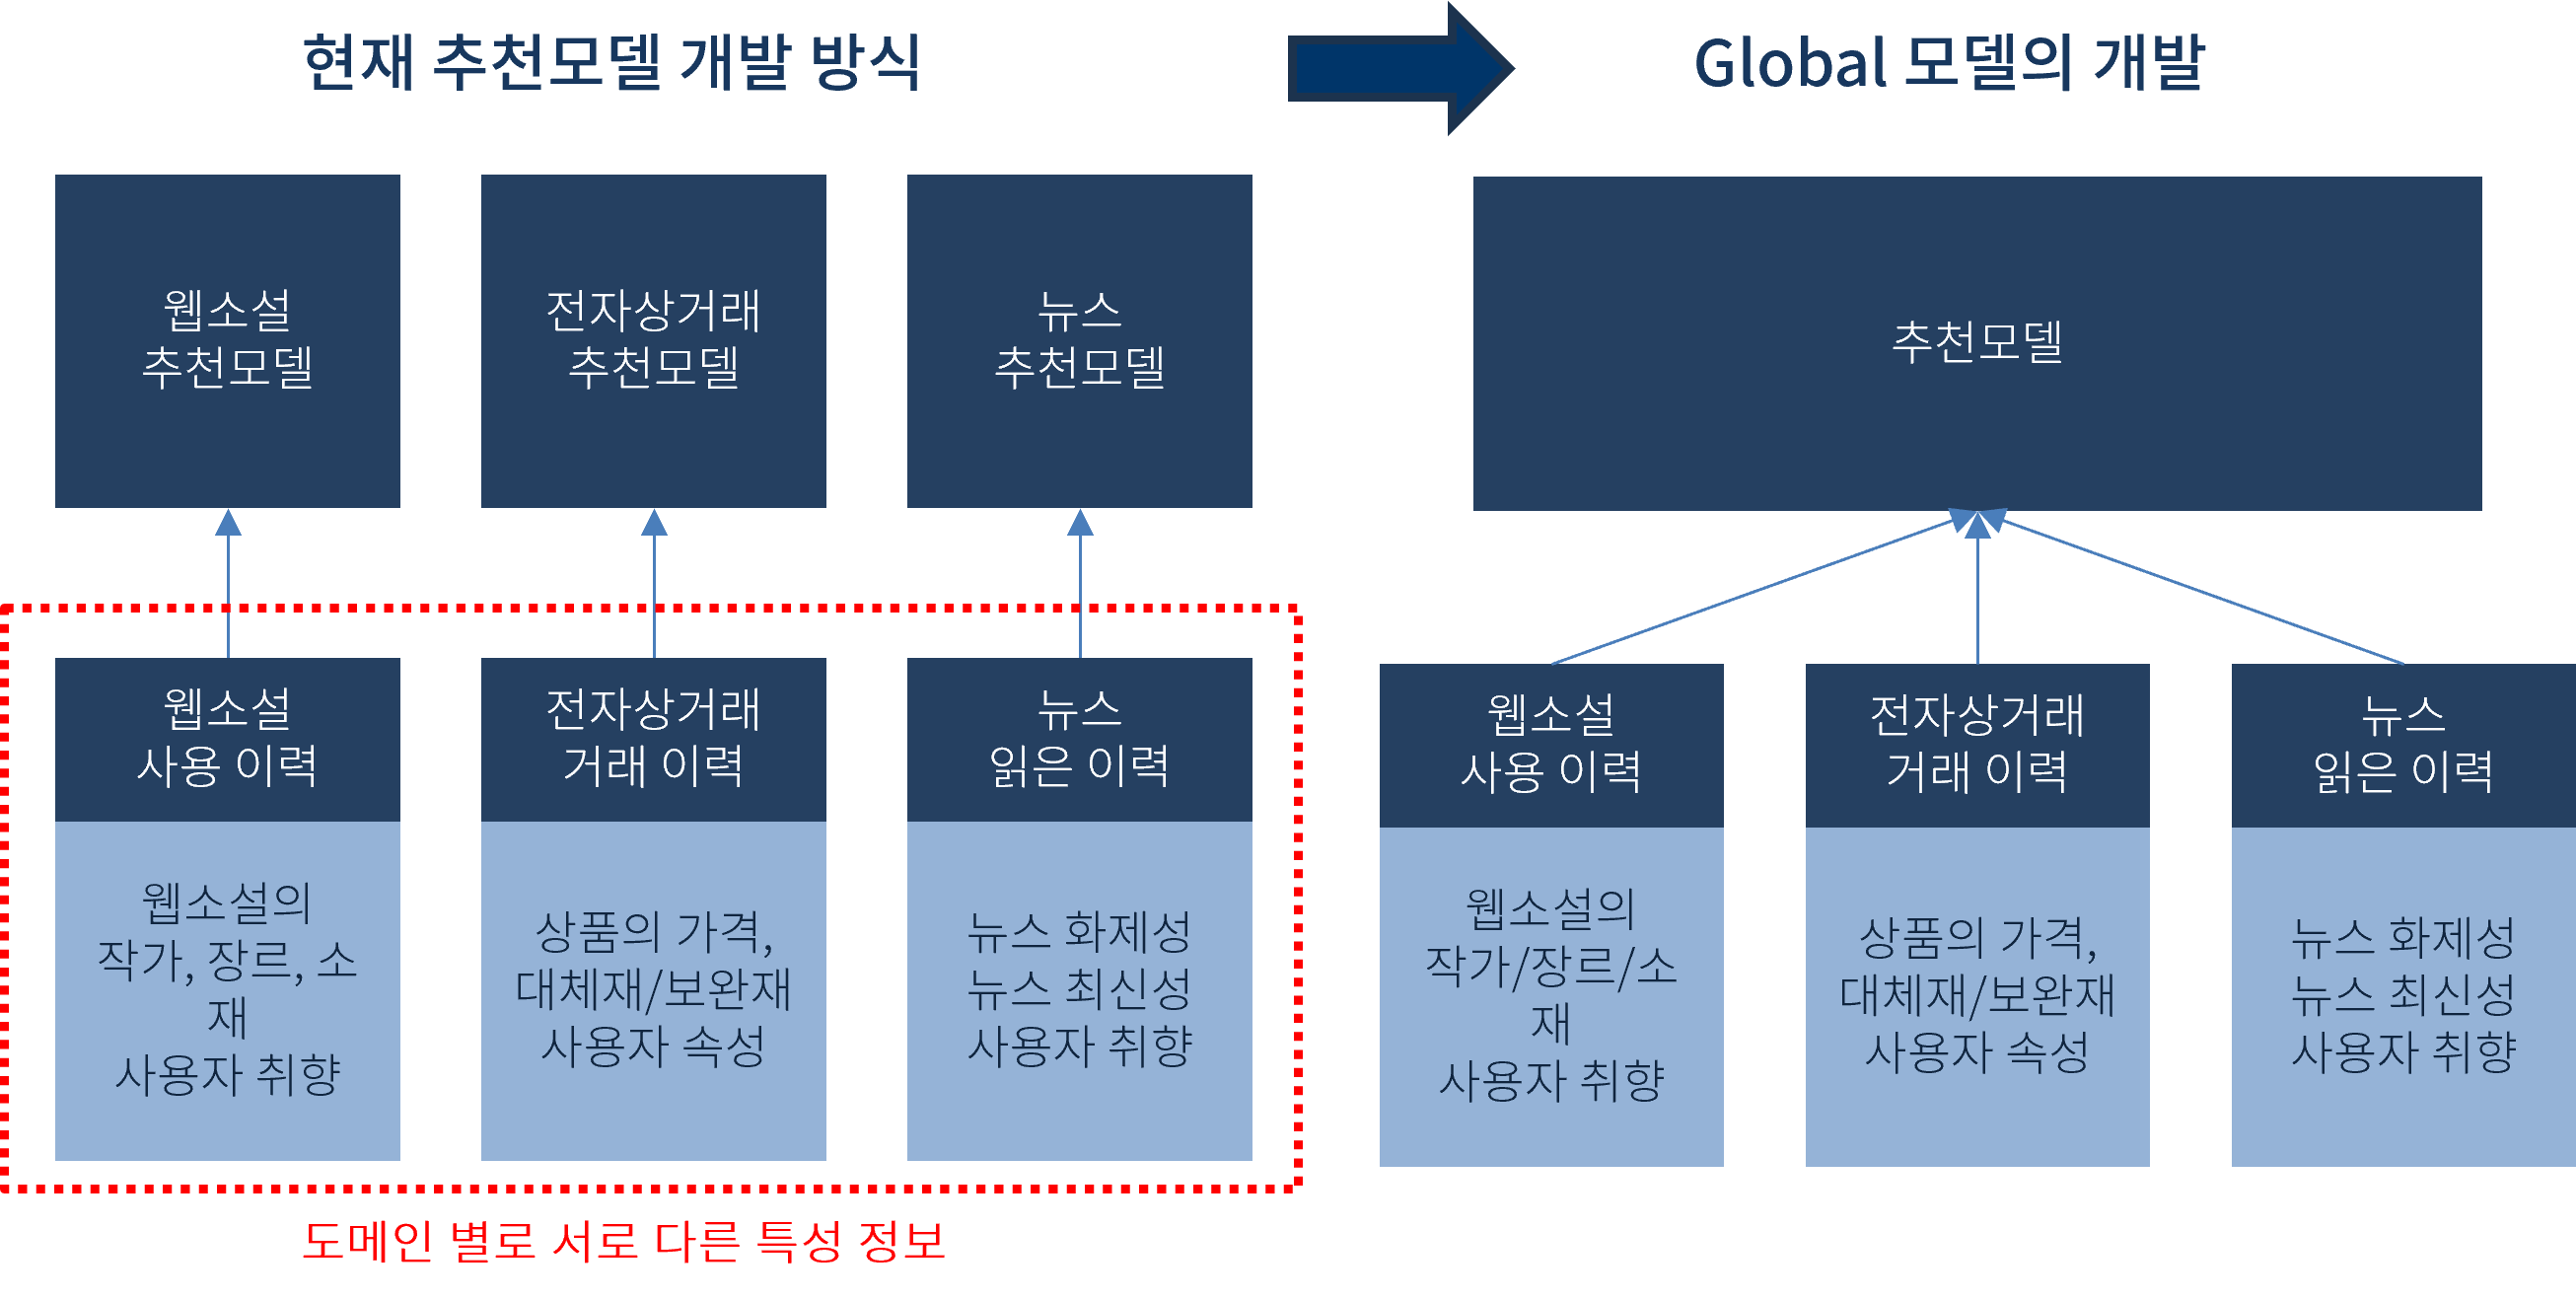 현재 추천모델 개발 방식
Global 모델의 개발
웹소설
추천모델
전자상거래
추천모델
뉴스
추천모델
추천모델
웹소설
사용 이력
전자상거래
거래 이력
뉴스
읽은 이력
웹소설의
작가, 장르, 소
재
사용자 취향
상품의 가격,
대체재/보완재
사용자 속성
뉴스 화제성
뉴스 최신성
사용자 취향
도메인 별로 서로 다른 특성 정보
웹소설
사용 이력
전자상거래
거래 이력
뉴스
읽은 이력
웹소설의
작가/장르/소
재
사용자 취향
상품의 가격,
대체재/보완재
사용자 속성
뉴스 화제성
뉴스 최신성
사용자 취향